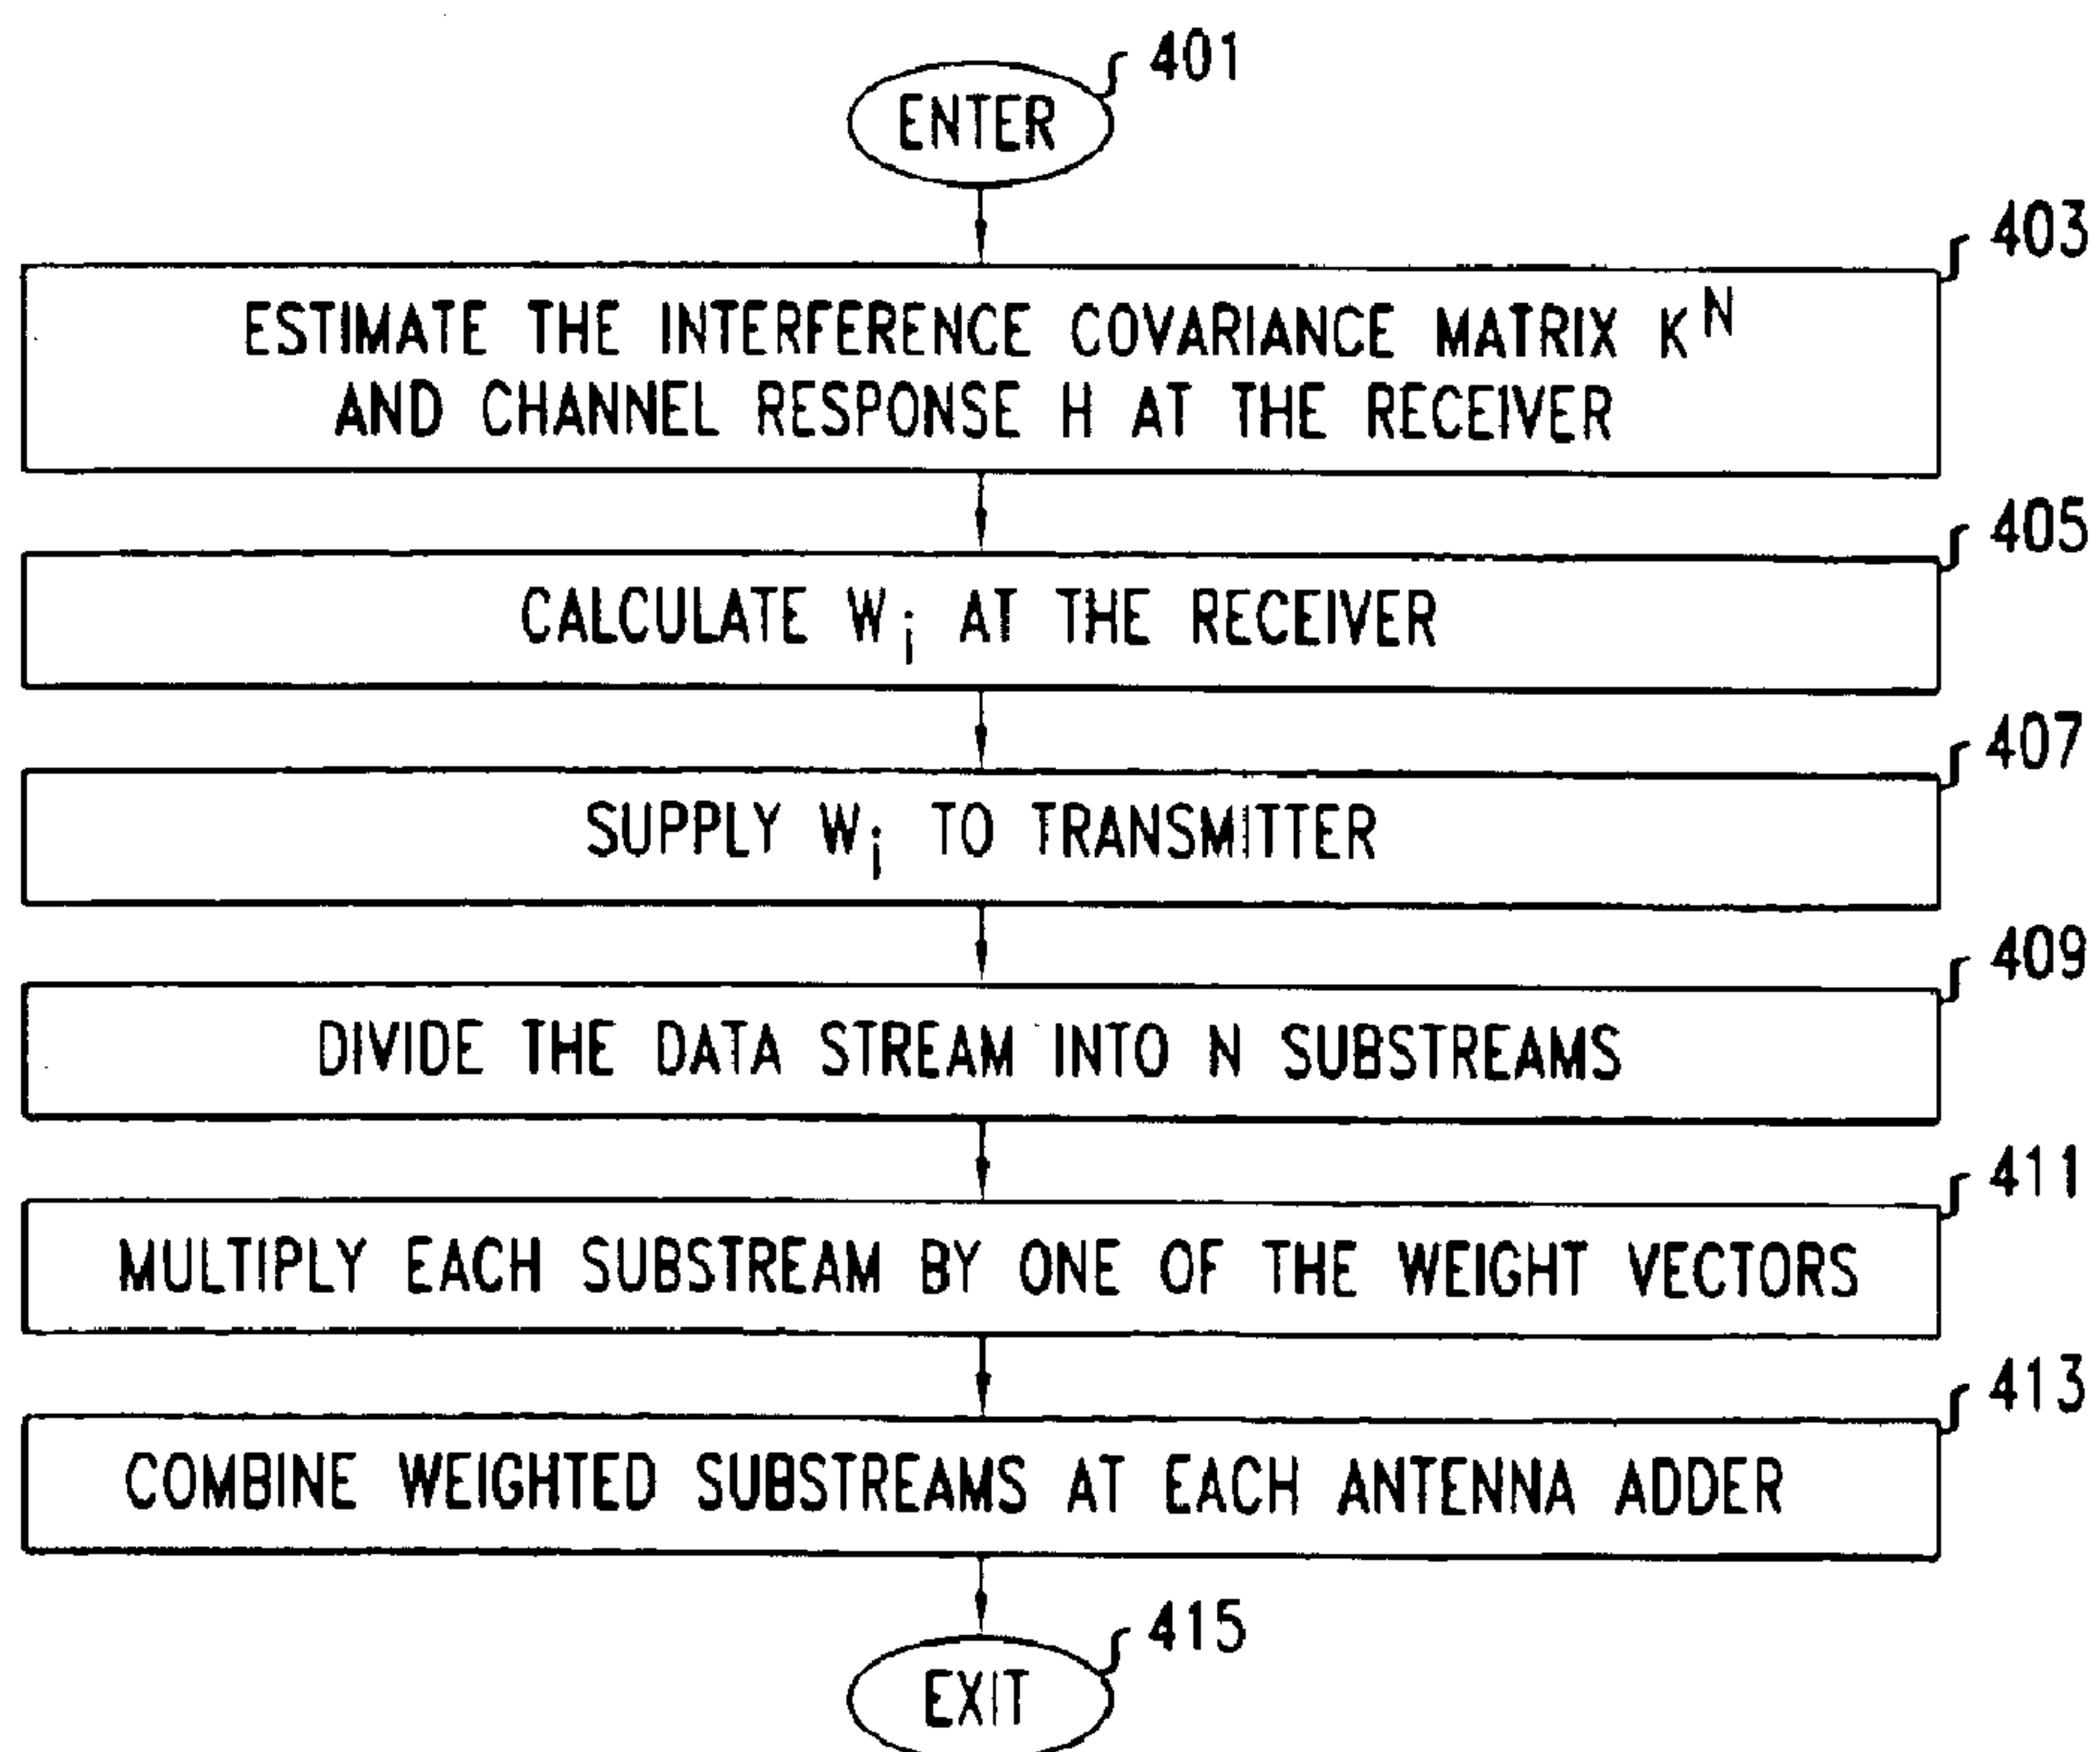 401
ENTER
403
ESTIMATE THE INTERFERENCE COVARIANCE MATRIX K^N
AND CHANNEL RESPONSE H AT THE RECEIVER
405
CALCULATE W_i AT THE RECEIVER
407
SUPPLY W_i TO TRANSMITTER
409
DIVIDE THE DATA STREAM INTO N SUBSTREAMS
411
MULTIPLY EACH SUBSTREAM BY ONE OF THE WEIGHT VECTORS
413
COMBINE WEIGHTED SUBSTREAMS AT EACH ANTENNA ADDER
415
EXIT